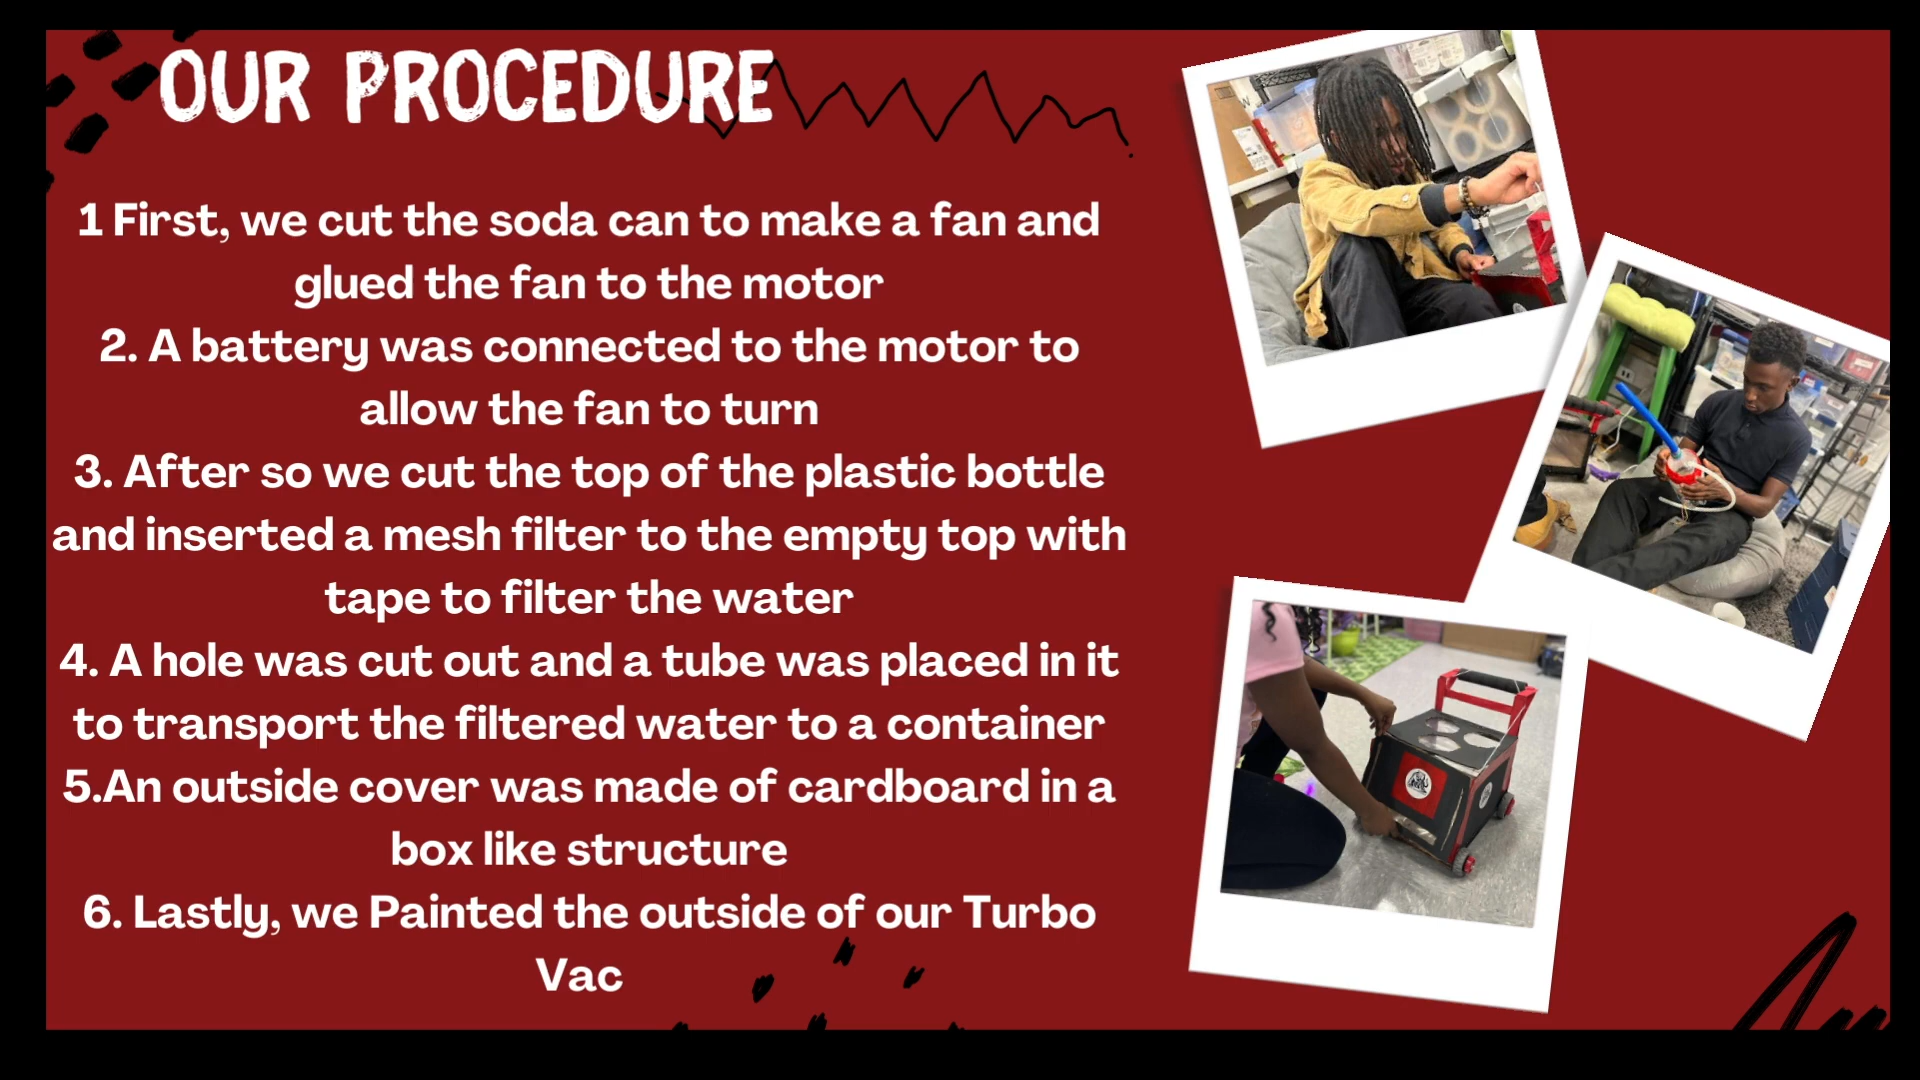 OUR PROCEDURE
1 First, we cut the soda can to make a fan and
glued the fan to the motor
2. A battery was connected to the motor to
allow the fan to turn
3. After so we cut the top of the plastic bottle
and inserted a mesh filter to the empty top with
tape to filter the water
4. A hole was cut out and a tube was placed in it
to transport the filtered water to a container
5.An outside cover was made of cardboard in a
box like structure
6. Lastly, we Painted the outside of our Turbo
Vac